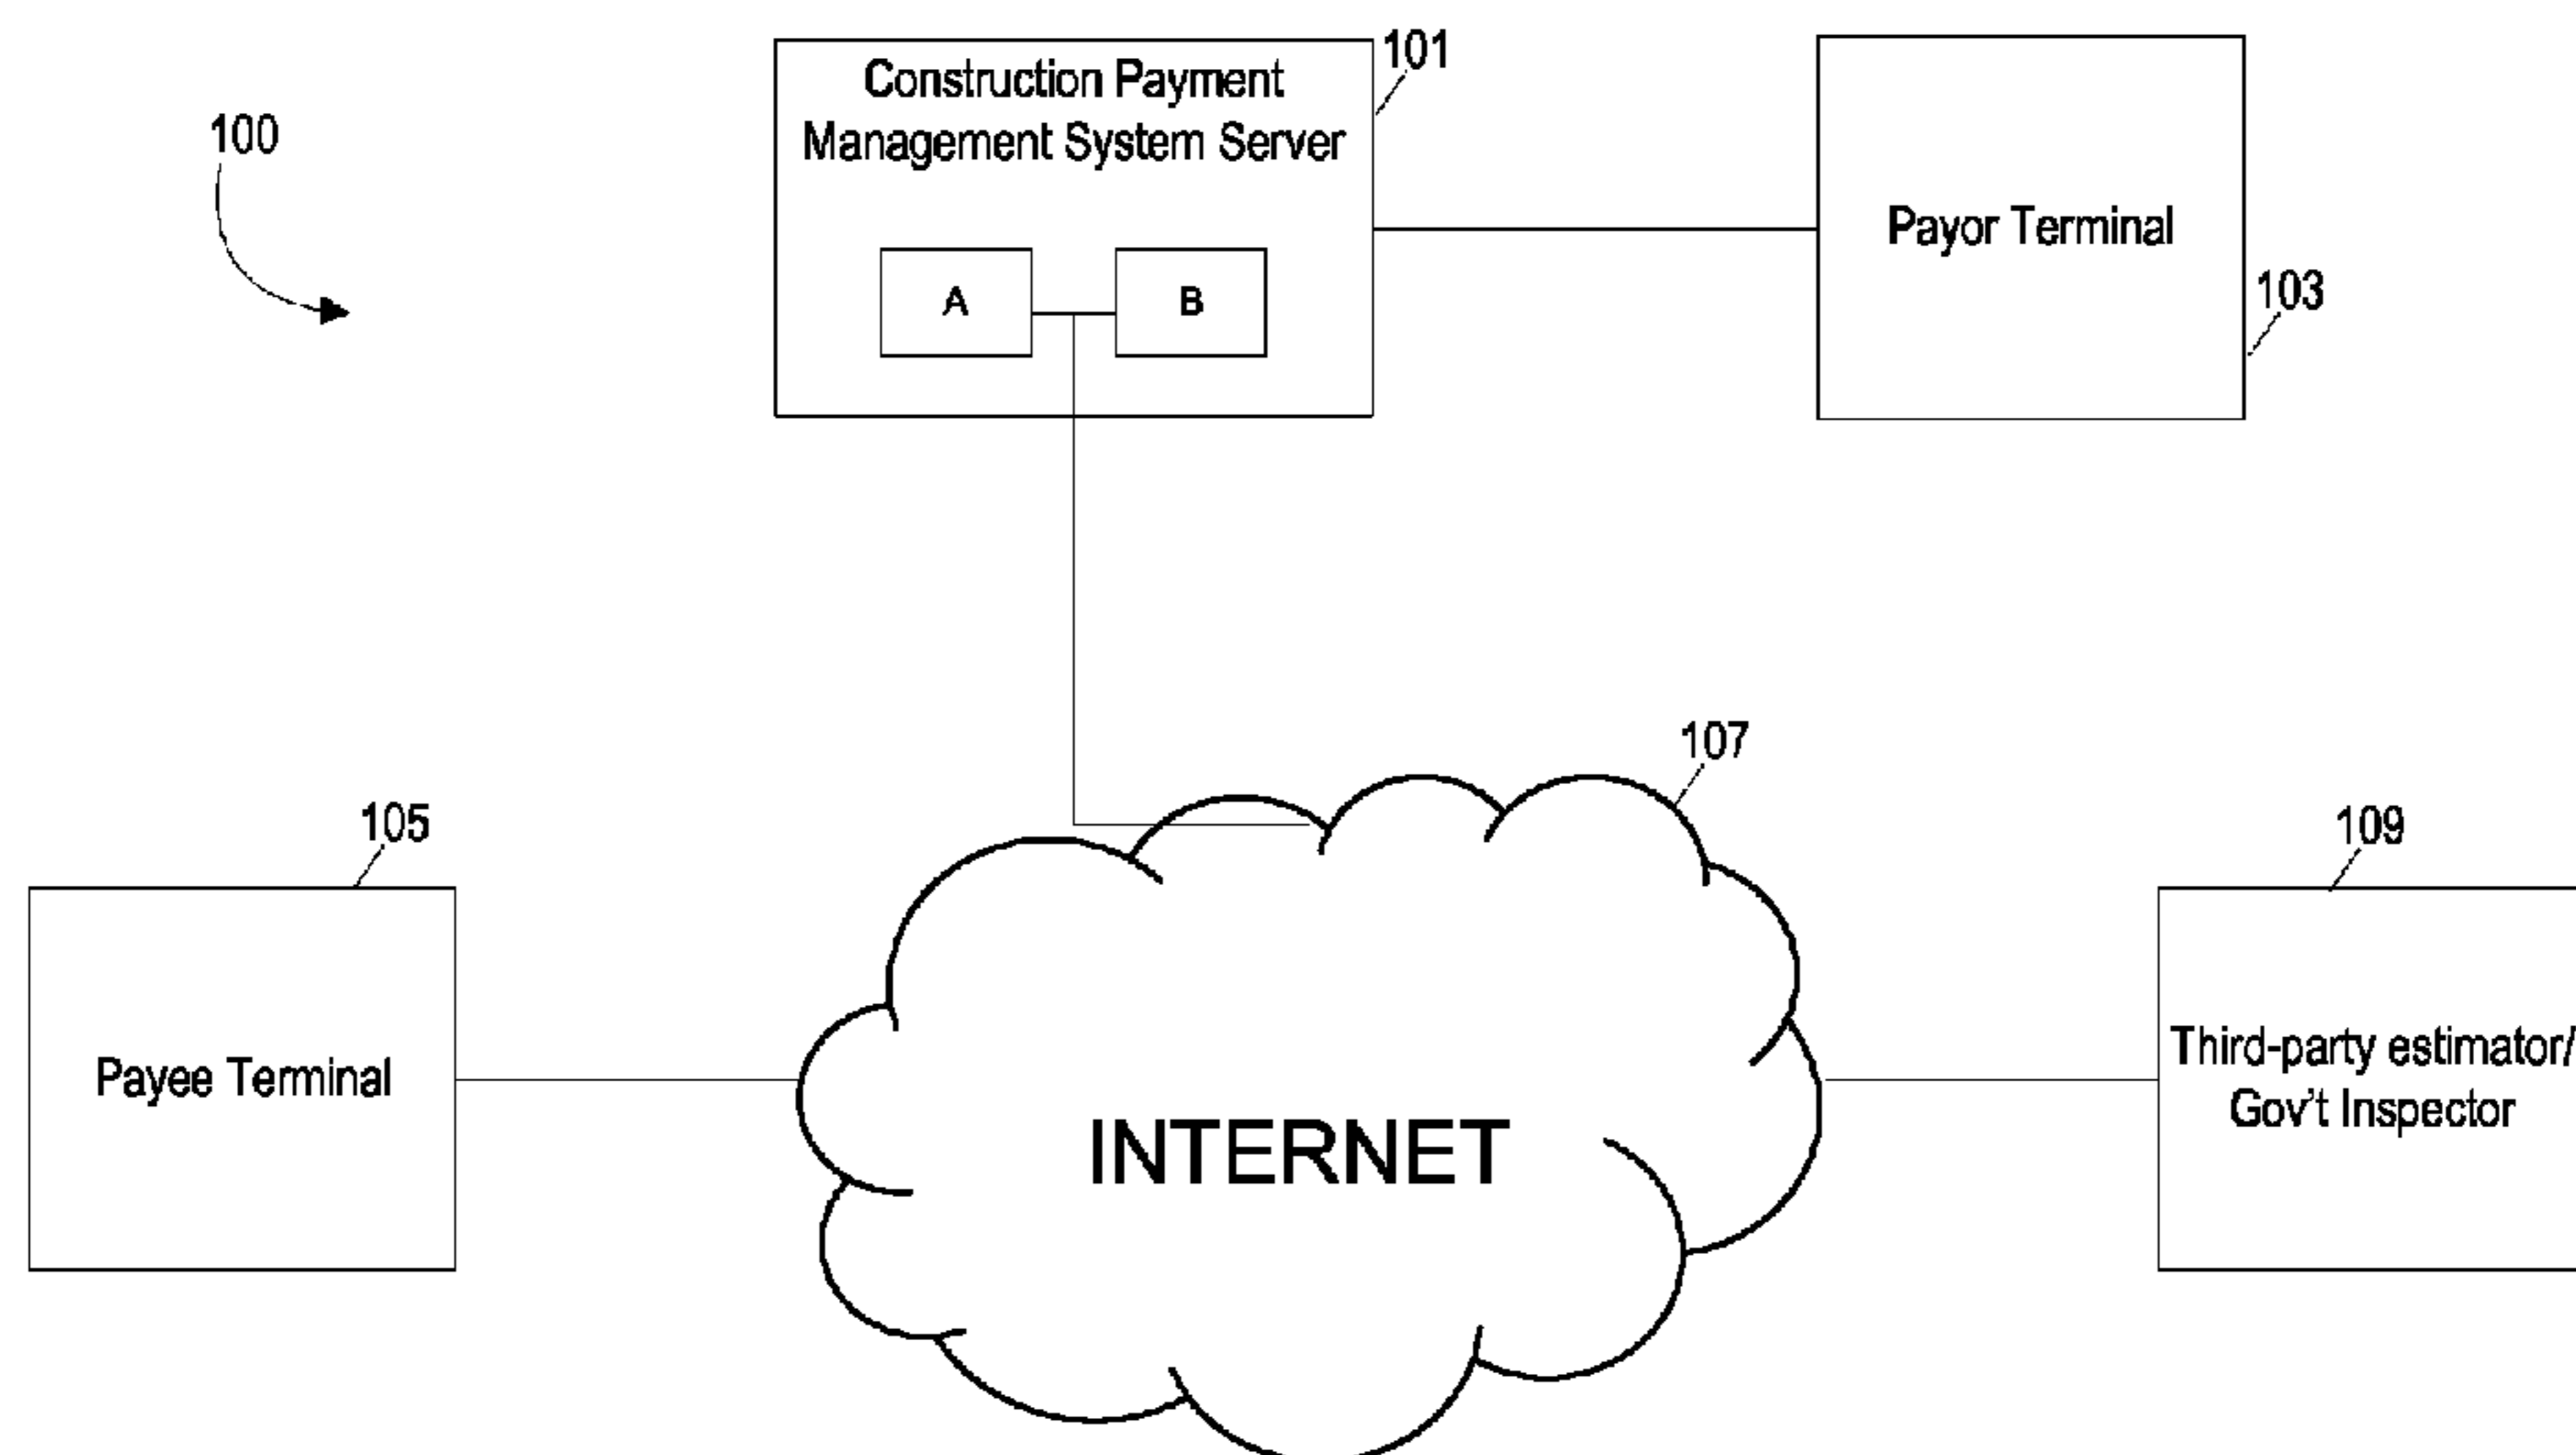 101
Construction Payment
Management System Server
100
A
B
Payor Terminal
103
107
105
109
Payee Terminal
INTERNET
Third-party estimator/
Gov't Inspector